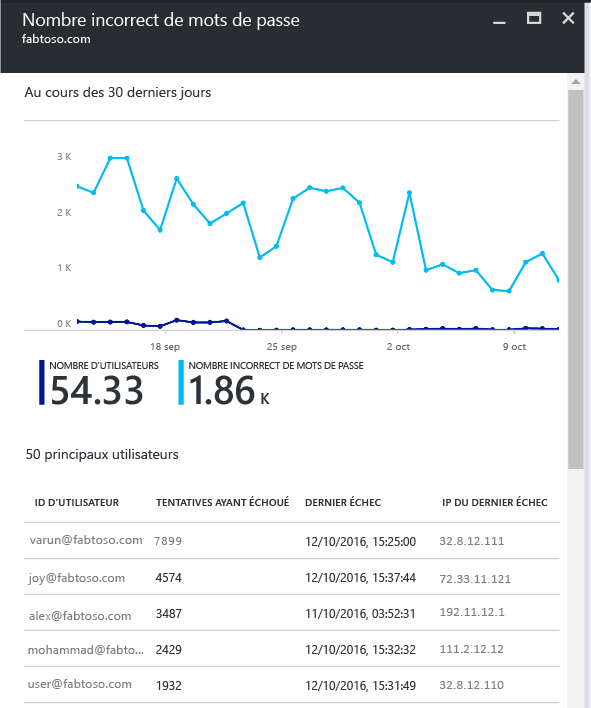 Nombre incorrect de mots de passe
fabtoso.com
Au cours des 30 derniers jours
3 K
2 K
1 K
0 K
18 sep 25 sep 2 oct 9 oct
NOMBRE D'UTILISATEURS NOMBRE INCORRECT DE MOTS DE PASSE
54.33 1.86 K
50 principaux utilisateurs
ID D'UTILISATEUR TENTATIVES AYANT ÉCHOUÉ DERNIER ÉCHEC IP DU DERNIER ÉCHEC
varun@fabtoso.com 7899 12/10/2016, 15:25:00 32.8.12.111
joy@fabtoso.com 4574 12/10/2016, 15:37:44 72.33.11.121
alex@fabtoso.com 3487 11/10/2016, 03:52:31 192.11.12.1
mohammad@fabto... 2429 12/10/2016, 15:32:32 111.2.12.12
user@fabtoso.com 1932 12/10/2016, 15:31:49 32.8.12.110